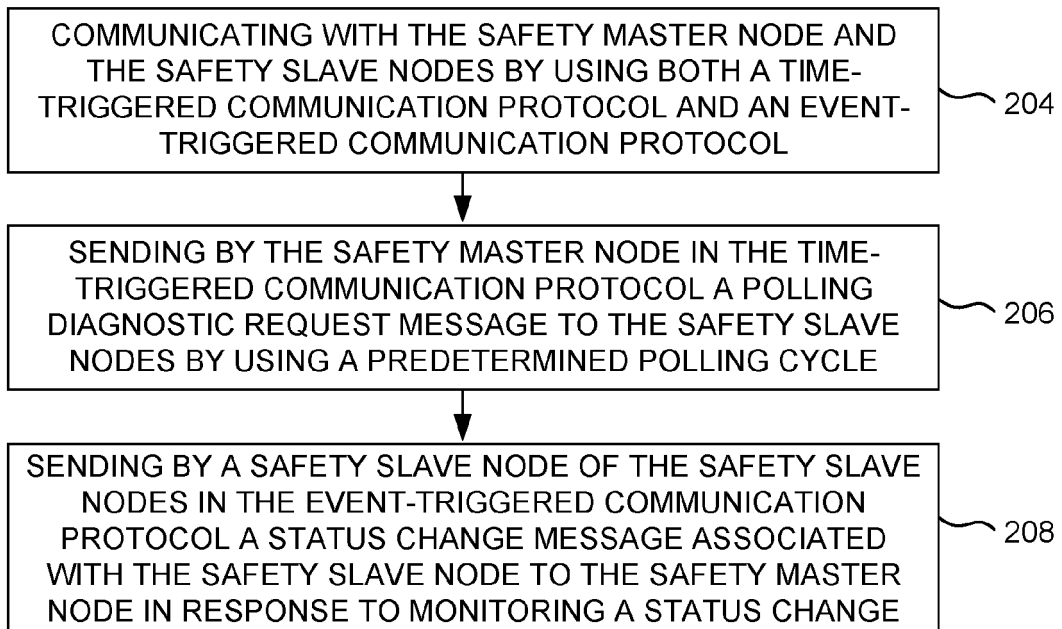 COMMUNICATING WITH THE SAFETY MASTER NODE AND
THE SAFETY SLAVE NODES BY USING BOTH A TIME-
TRIGGERED COMMUNICATION PROTOCOL AND AN EVENT-
TRIGGERED COMMUNICATION PROTOCOL
204
SENDING BY THE SAFETY MASTER NODE IN THE TIME-
TRIGGERED COMMUNICATION PROTOCOL A POLLING
DIAGNOSTIC REQUEST MESSAGE TO THE SAFETY SLAVE
NODES BY USING A PREDETERMINED POLLING CYCLE
206
SENDING BY A SAFETY SLAVE NODE OF THE SAFETY SLAVE
NODES IN THE EVENT-TRIGGERED COMMUNICATION
PROTOCOL A STATUS CHANGE MESSAGE ASSOCIATED
WITH THE SAFETY SLAVE NODE TO THE SAFETY MASTER
NODE IN RESPONSE TO MONITORING A STATUS CHANGE
208